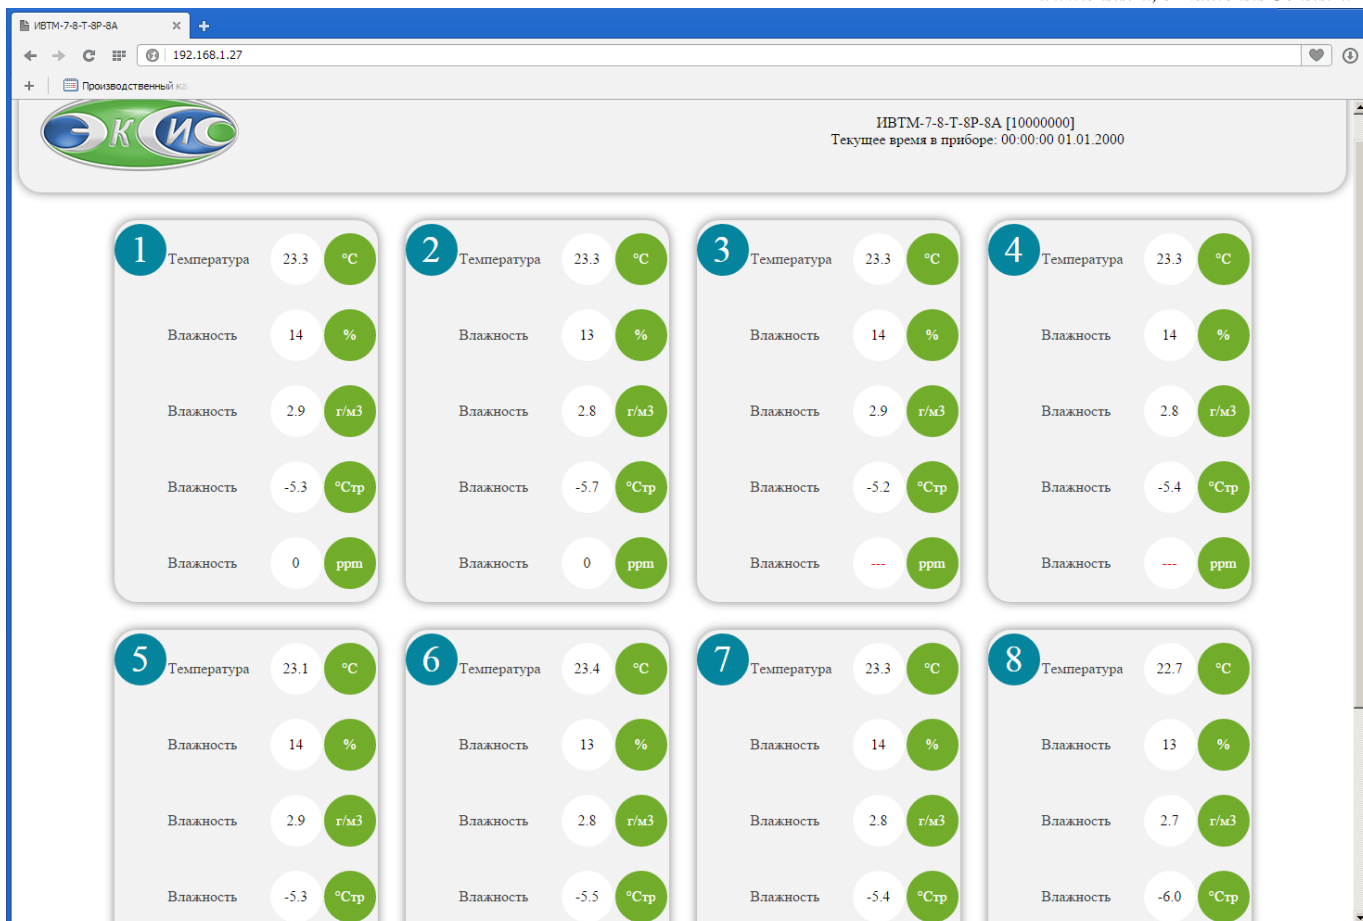 ИВТМ-7-8-Т-8Р-8А
192.168.1.27
Производственный ка
ЭКСИС
ИВТМ-7-8-Т-8Р-8А [10000000]
Текущее время в приборе: 00:00:00 01.01.2000
1 Температура 23.3 °C
Влажность 14 %
Влажность 2.9 г/м3
Влажность -5.3 °Стр
Влажность 0 ppm
2 Температура 23.3 °C
Влажность 13 %
Влажность 2.8 г/м3
Влажность -5.7 °Стр
Влажность 0 ppm
3 Температура 23.3 °C
Влажность 14 %
Влажность 2.9 г/м3
Влажность -5.2 °Стр
Влажность --- ppm
4 Температура 23.3 °C
Влажность 14 %
Влажность 2.8 г/м3
Влажность -5.4 °Стр
Влажность --- ppm
5 Температура 23.1 °C
Влажность 14 %
Влажность 2.9 г/м3
Влажность -5.3 °Стр
6 Температура 23.4 °C
Влажность 13 %
Влажность 2.8 г/м3
Влажность -5.5 °Стр
7 Температура 23.3 °C
Влажность 14 %
Влажность 2.8 г/м3
Влажность -5.4 °Стр
8 Температура 22.7 °C
Влажность 13 %
Влажность 2.7 г/м3
Влажность -6.0 °Стр